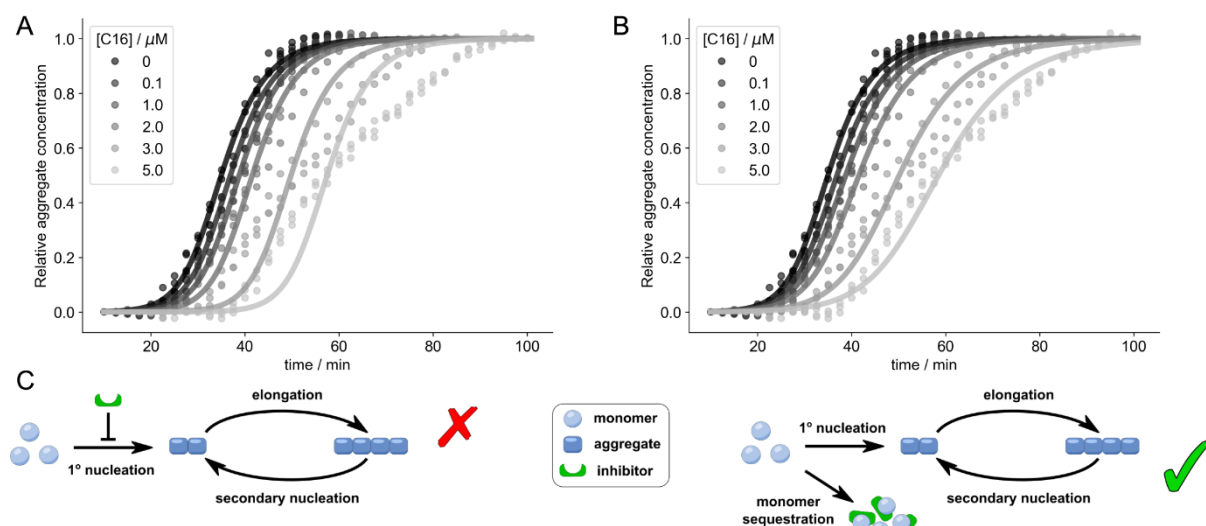 A
[C16] / μM
0
0.1
1.0
2.0
3.0
5.0
Relative aggregate concentration
1.0
0.8
0.6
0.4
0.2
0.0
20 40 60 80 100
time / min
B
[C16] / μM
0
0.1
1.0
2.0
3.0
5.0
Relative aggregate concentration
1.0
0.8
0.6
0.4
0.2
0.0
20 40 60 80 100
time / min
C
elongation
1° nucleation
secondary nucleation
monomer
aggregate
inhibitor
elongation
1° nucleation
secondary nucleation
monomer
sequestration